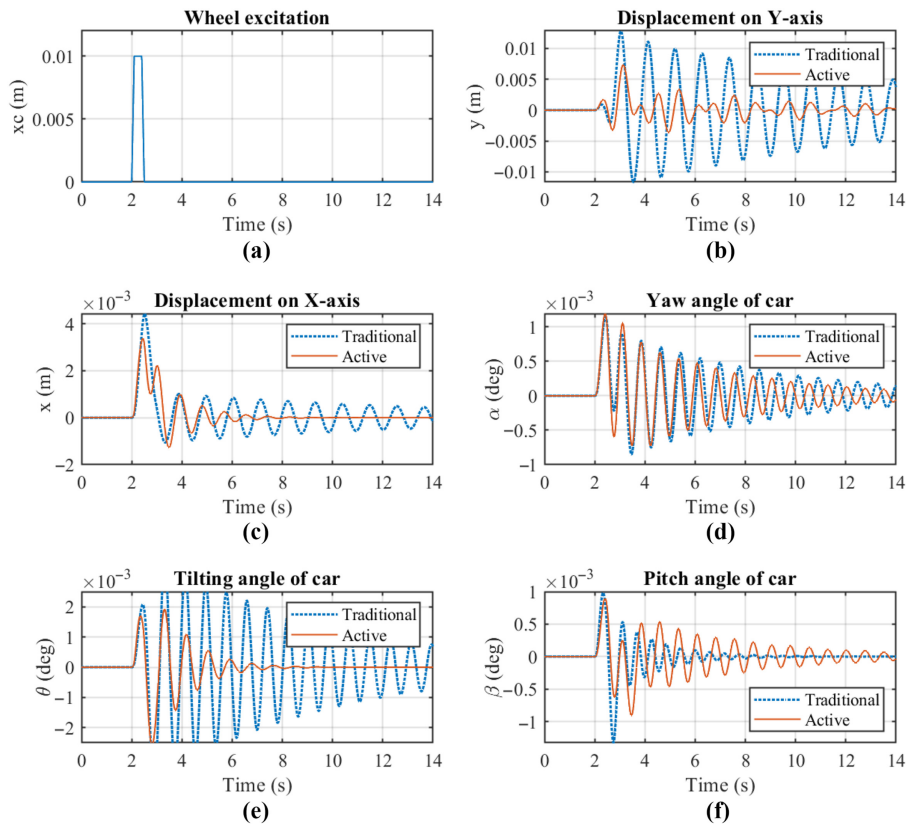 Wheel excitation
0.01
0.005
0
xc (m)
0 2 4 6 8 10 12 14
Time (s)
(a)
Displacement on Y-axis
0.01
0.005
0
−0.005
−0.01
y (m)
Traditional
Active
0 2 4 6 8 10 12 14
Time (s)
(b)
×10⁻³
Displacement on X-axis
4
2
0
−2
x (m)
Traditional
Active
0 2 4 6 8 10 12 14
Time (s)
(c)
×10⁻³
Yaw angle of car
1
0.5
0
−0.5
−1
α (deg
Traditional
Active
0 2 4 6 8 10 12 14
Time (s)
(d)
×10⁻³
Tilting angle of car
2
1
0
−1
−2
θ (deg)
Traditional
Active
0 2 4 6 8 10 12 14
Time (s)
(e)
×10⁻³
Pitch angle of car
1
0.5
0
−0.5
−1
β (deg)
Traditional
Active
0 2 4 6 8 10 12 14
Time (s)
(f)